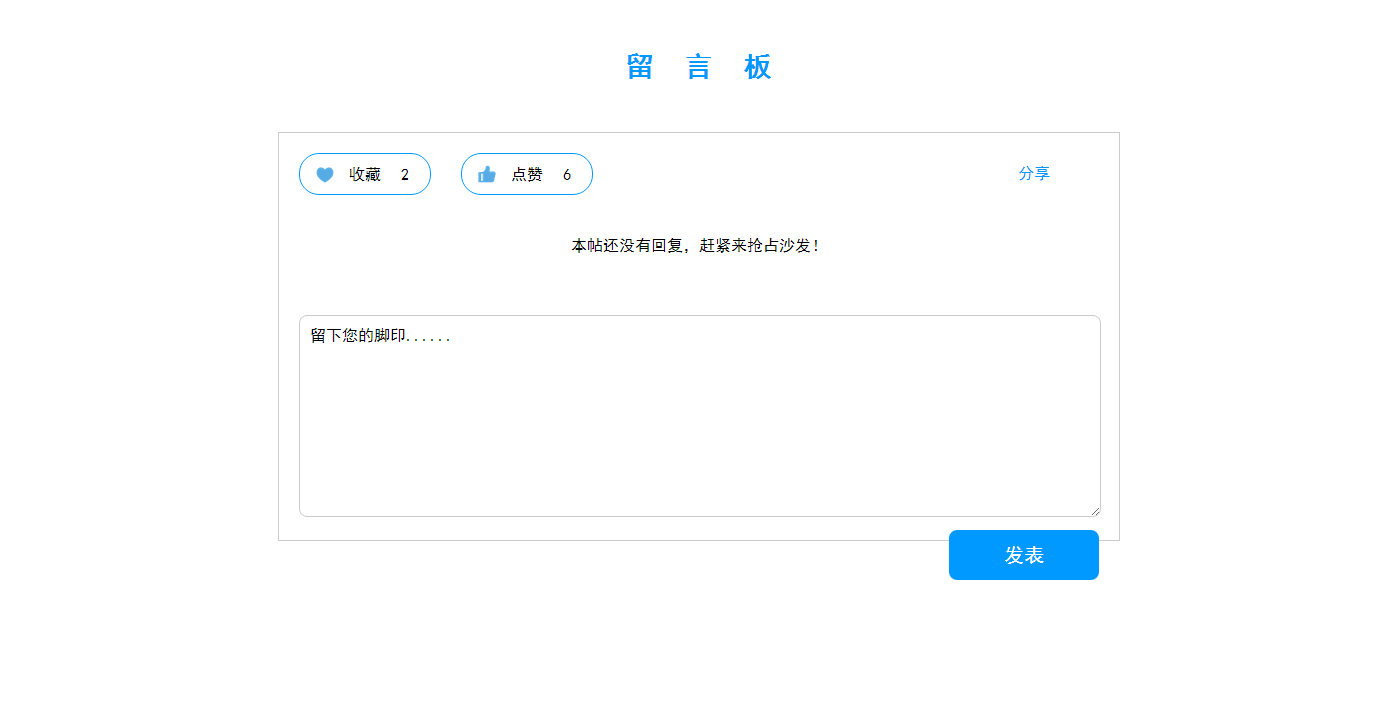 留 言 板
收藏 2 点赞 6 分享
本帖还没有回复，赶紧来抢占沙发！
留下您的脚印......
发表